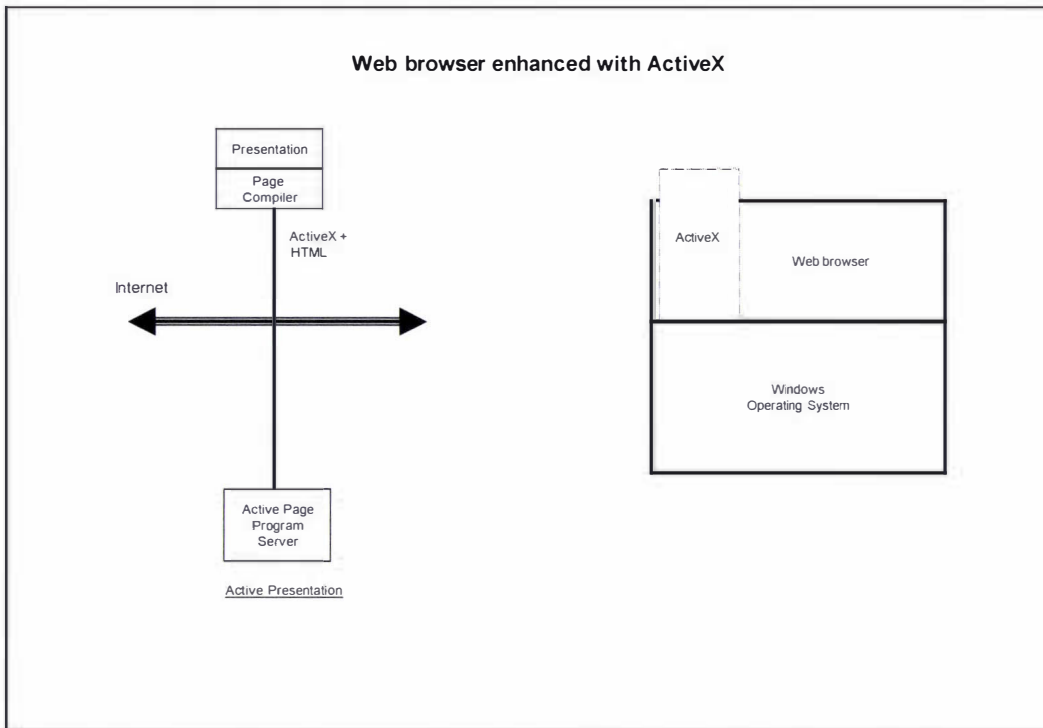 Web browser enhanced with ActiveX
Presentation
Page
Compiler
ActiveX +
HTML
Internet
Active Page
Program
Server
Active Presentation
ActiveX
Web browser
Windows
Operating System